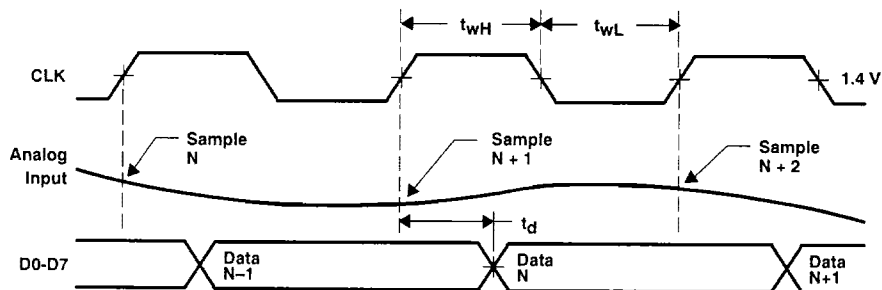 t_wH t_wL
CLK 1.4 V
Sample N
Sample N + 1
Sample N + 2
Analog Input
t_d
D0-D7
Data N–1
Data N
Data N+1